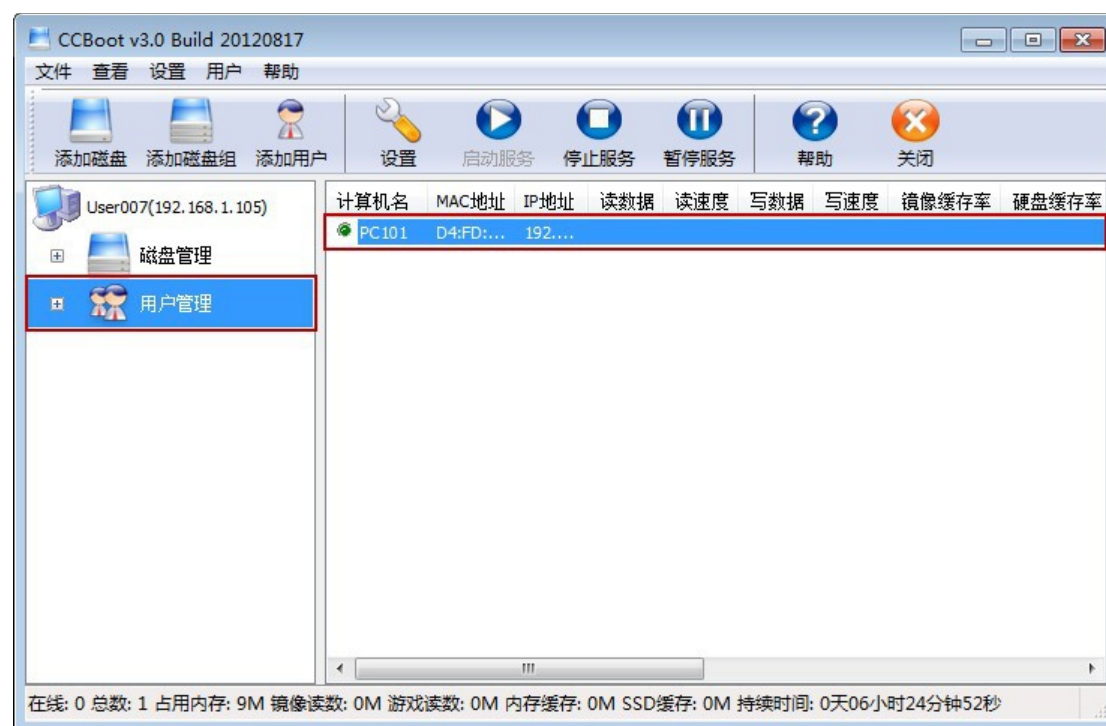 CCBoot v3.0 Build 20120817
文件 查看 设置 用户 帮助
添加磁盘 添加磁盘组 添加用户 设置 启动服务 停止服务 暂停服务 帮助 关闭
User007(192.168.1.105)
磁盘管理
用户管理
计算机名 MAC地址 IP地址 读数据 读速度 写数据 写速度 镜像缓存率 硬盘缓存率
PC101 D4:FD:... 192....
在线: 0 总数: 1 占用内存: 9M 镜像读数: 0M 游戏读数: 0M 内存缓存: 0M SSD缓存: 0M 持续时间: 0天06小时24分钟52秒